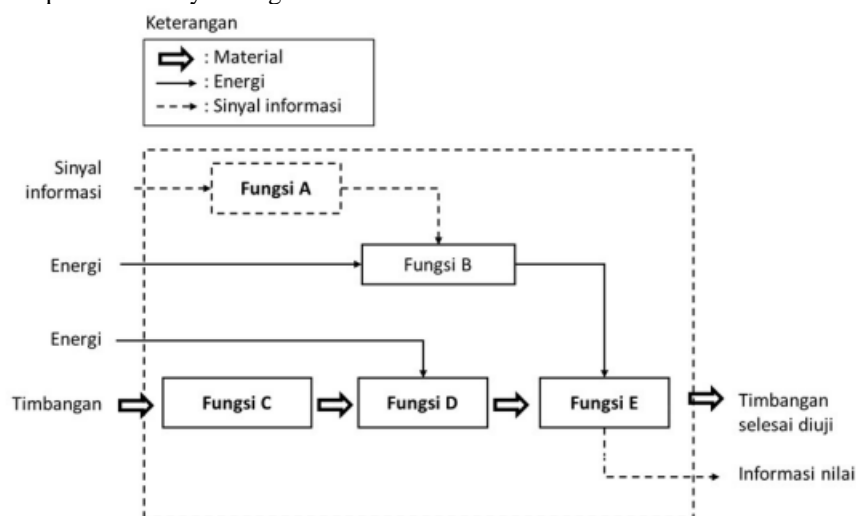 Keterangan
: Material
: Energi
: Sinyal informasi
Sinyal
informasi
Fungsi A
Energi
Fungsi B
Energi
Timbangan
Fungsi C
Fungsi D
Fungsi E
Timbangan
selesai diuji
Informasi nilai